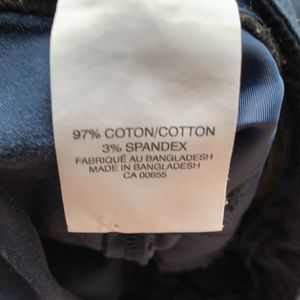 97% COTON/COTTON
3% SPANDEX
FABRIQUÉ AU BANGLADESH
MADE IN BANGLADESH
CA 00655